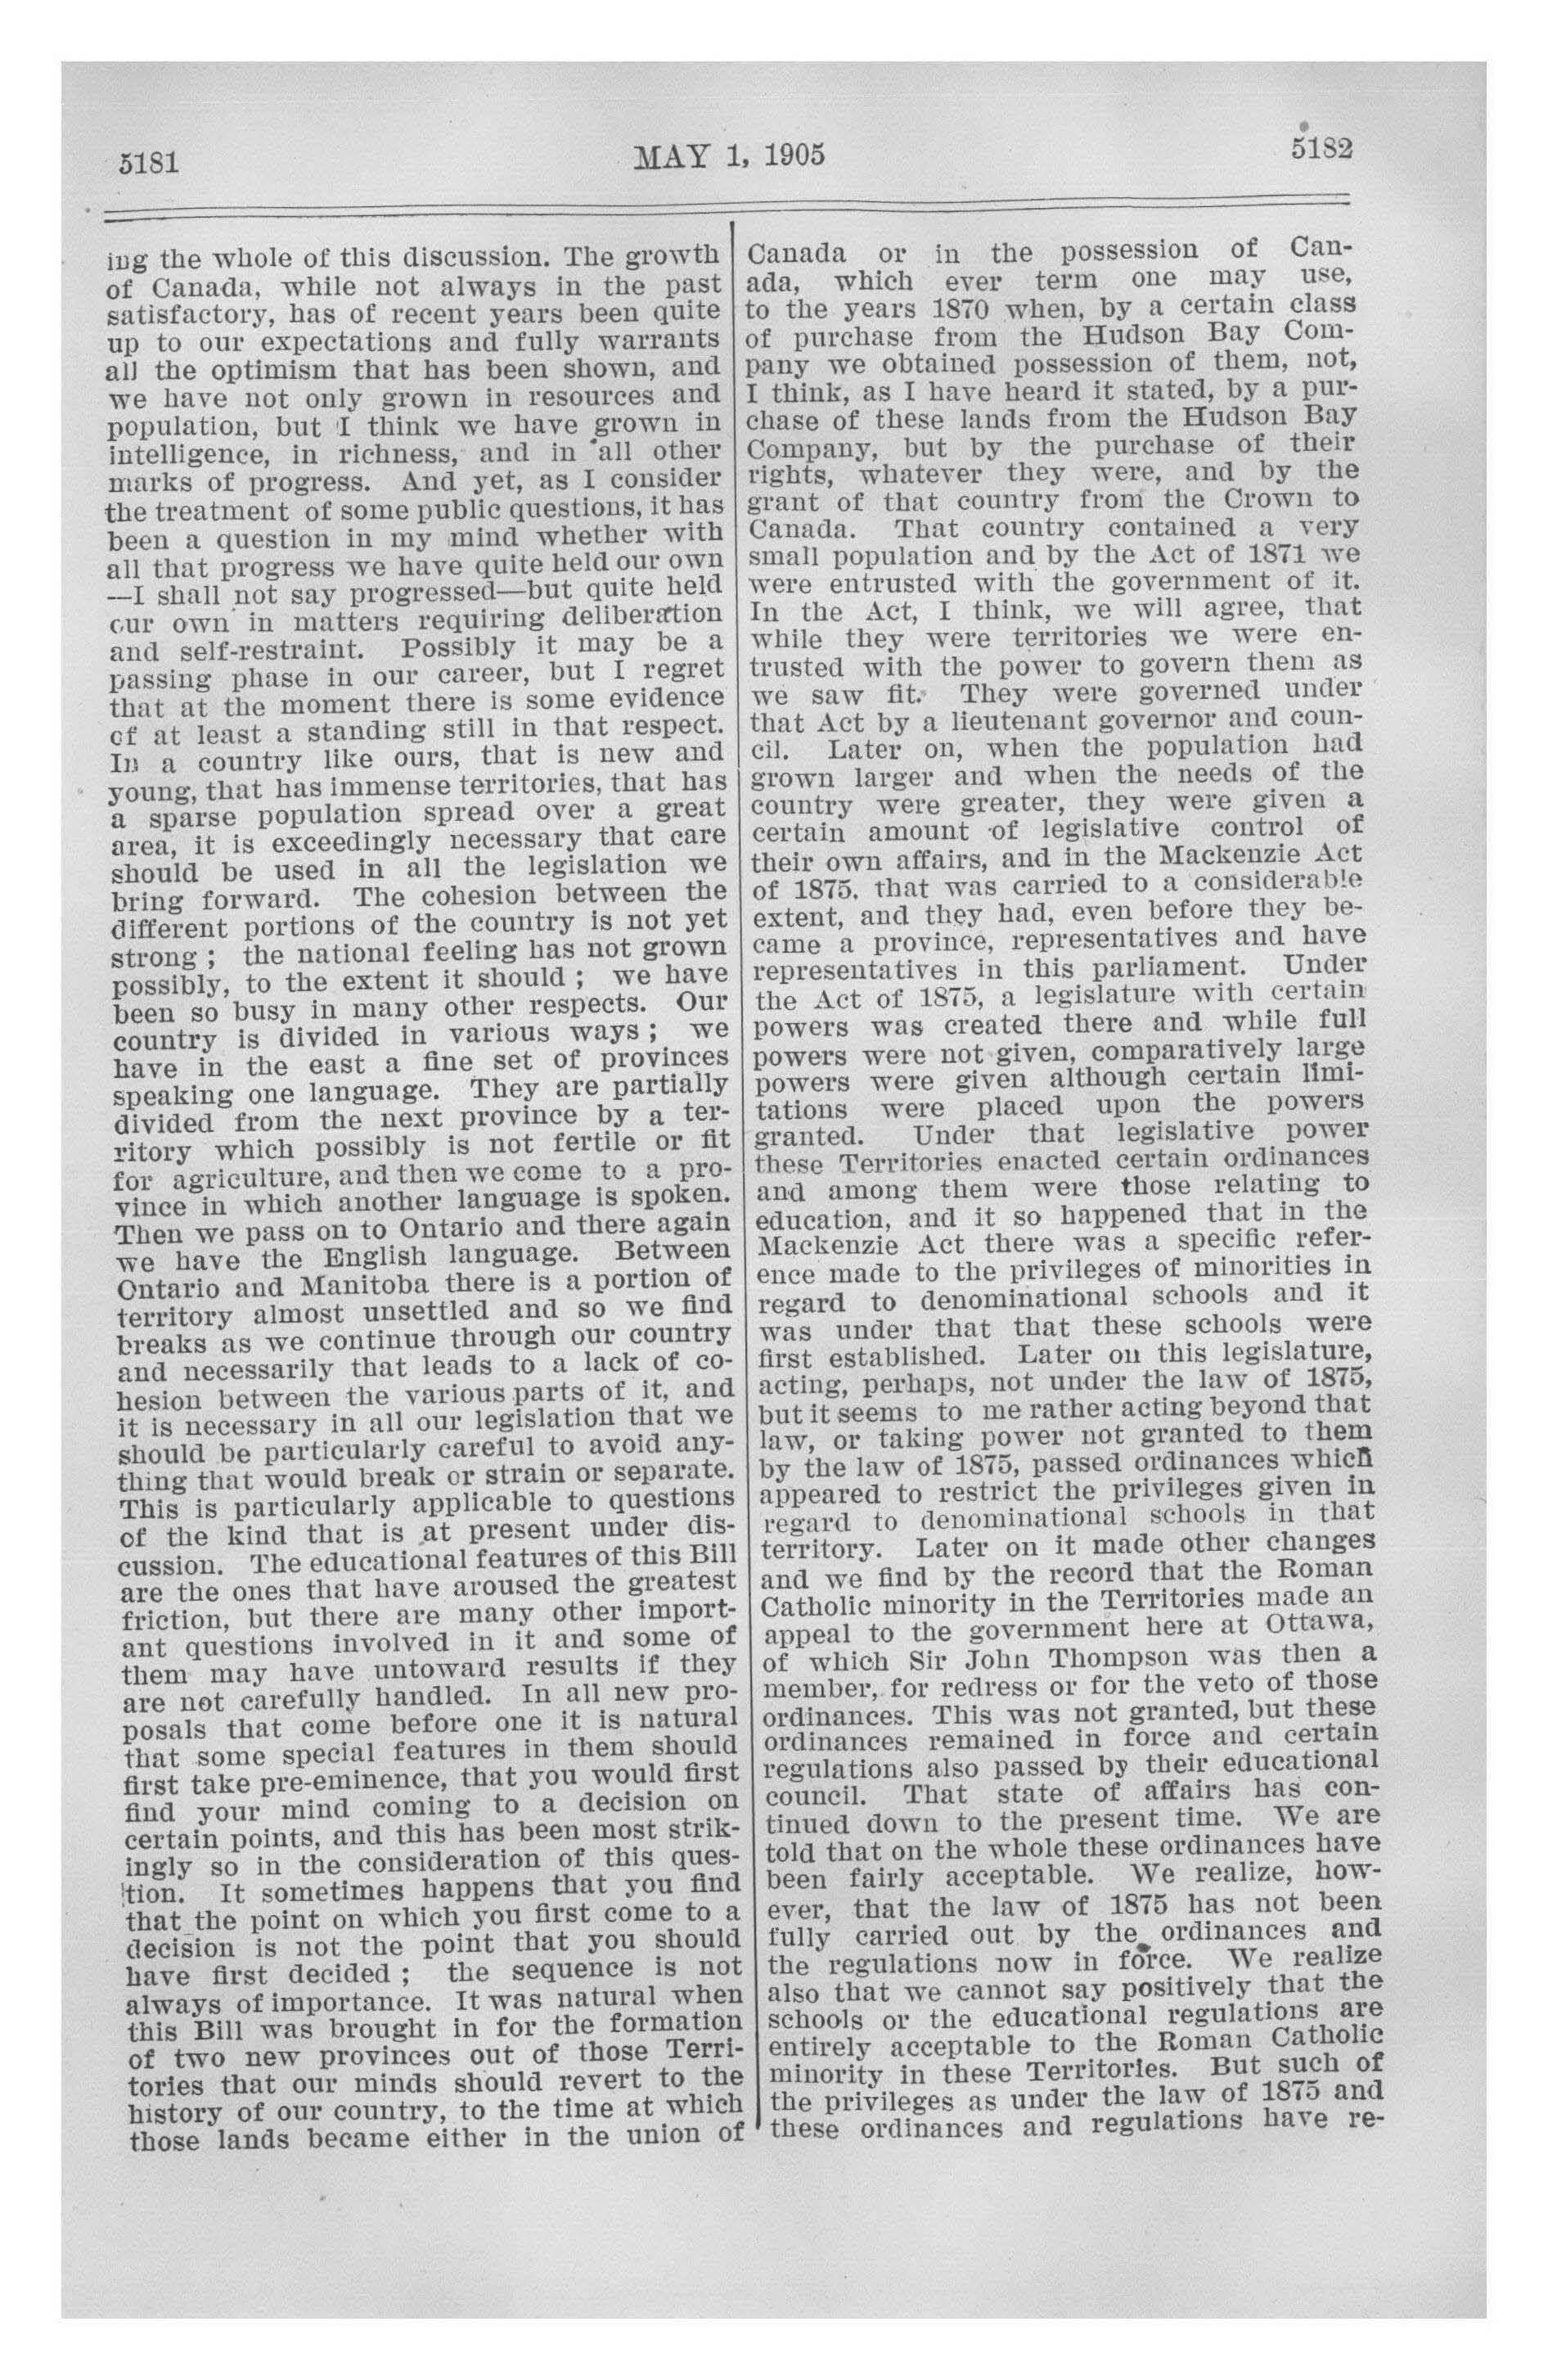 5181
MAY 1, 1905
5182
ing the whole of this discussion. The growth
of Canada, while not always in the past
satisfactory, has of recent years been quite
up to our expectations and fully warrants
all the optimism that has been shown, and
we have not only grown in resources and
population, but I think we have grown in
intelligence, in richness, and in all other
marks of progress. And yet, as I consider
the treatment of some public questions, it has
been a question in my mind whether with
all that progress we have quite held our own
—I shall not say progressed—but quite held
our own in matters requiring deliberation
and self-restraint. Possibly it may be a
passing phase in our career, but I regret
that at the moment there is some evidence
of at least a standing still in that respect.
In a country like ours, that is new and
young, that has immense territories, that has
a sparse population spread over a great
area, it is exceedingly necessary that care
should be used in all the legislation we
bring forward. The cohesion between the
different portions of the country is not yet
strong ; the national feeling has not grown
possibly, to the extent it should ; we have
been so busy in many other respects. Our
country is divided in various ways ; we
have in the east a fine set of provinces
speaking one language. They are partially
divided from the next province by a ter-
ritory which possibly is not fertile or fit
for agriculture, and then we come to a pro-
vince in which another language is spoken.
Then we pass on to Ontario and there again
we have the English language. Between
Ontario and Manitoba there is a portion of
territory almost unsettled and so we find
breaks as we continue through our country
and necessarily that leads to a lack of co-
hesion between the various parts of it, and
it is necessary in all our legislation that we
should be particularly careful to avoid any-
thing that would break or strain or separate.
This is particularly applicable to questions
of the kind that is at present under dis-
cussion. The educational features of this Bill
are the ones that have aroused the greatest
friction, but there are many other import-
ant questions involved in it and some of
them may have untoward results if they
are not carefully handled. In all new pro-
posals that come before one it is natural
that some special features in them should
first take pre-eminence, that you would first
find your mind coming to a decision on
certain points, and this has been most strik-
ingly so in the consideration of this ques-
tion. It sometimes happens that you find
that the point on which you first come to a
decision is not the point that you should
have first decided ; the sequence is not
always of importance. It was natural when
this Bill was brought in for the formation
of two new provinces out of those Terri-
tories that our minds should revert to the
history of our country, to the time at which
those lands became either in the union of
Canada or in the possession of Can-
ada, which ever term one may use,
to the years 1870 when, by a certain class
of purchase from the Hudson Bay Com-
pany we obtained possession of them, not,
I think, as I have heard it stated, by a pur-
chase of these lands from the Hudson Bay
Company, but by the purchase of their
rights, whatever they were, and by the
grant of that country from the Crown to
Canada. That country contained a very
small population and by the Act of 1871 we
were entrusted with the government of it.
In the Act, I think, we will agree, that
while they were territories we were en-
trusted with the power to govern them as
we saw fit. They were governed under
that Act by a lieutenant governor and coun-
cil. Later on, when the population had
grown larger and when the needs of the
country were greater, they were given a
certain amount of legislative control of
their own affairs, and in the Mackenzie Act
of 1875, that was carried to a considerable
extent, and they had, even before they be-
came a province, representatives and have
representatives in this parliament. Under
the Act of 1875, a legislature with certain
powers was created there and while full
powers were not given, comparatively large
powers were given although certain limi-
tations were placed upon the powers
granted. Under that legislative power
these Territories enacted certain ordinances
and among them were those relating to
education, and it so happened that in the
Mackenzie Act there was a specific refer-
ence made to the privileges of minorities in
regard to denominational schools and it
was under that that these schools were
first established. Later on this legislature,
acting, perhaps, not under the law of 1875,
but it seems to me rather acting beyond that
law, or taking power not granted to them
by the law of 1875, passed ordinances which
appeared to restrict the privileges given in
regard to denominational schools in that
territory. Later on it made other changes
and we find by the record that the Roman
Catholic minority in the Territories made an
appeal to the government here at Ottawa,
of which Sir John Thompson was then a
member, for redress or for the veto of those
ordinances. This was not granted, but these
ordinances remained in force and certain
regulations also passed by their educational
council. That state of affairs has con-
tinued down to the present time. We are
told that on the whole these ordinances have
been fairly acceptable. We realize, how-
ever, that the law of 1875 has not been
fully carried out by the ordinances and
the regulations now in force. We realize
also that we cannot say positively that the
schools or the educational regulations are
entirely acceptable to the Roman Catholic
minority in these Territories. But such of
the privileges as under the law of 1875 and
these ordinances and regulations have re-